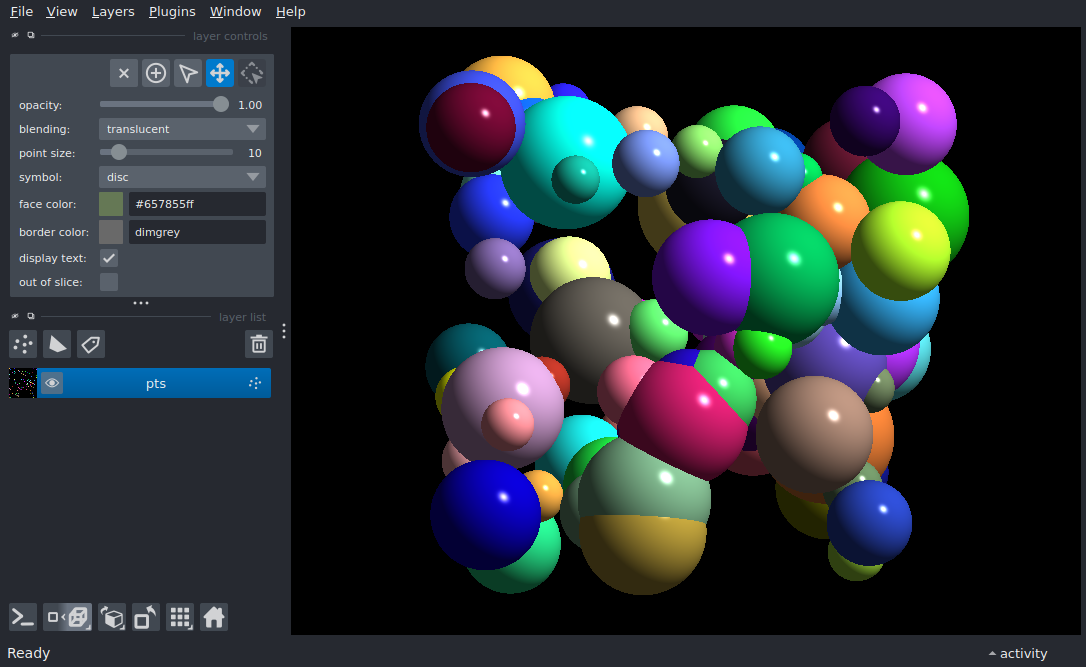 File View Layers Plugins Window Help
layer controls
opacity: 1.00
blending: translucent
point size: 10
symbol: disc
face color: #657855ff
border color: dimgrey
display text:
out of slice:
layer list
pts
Ready
activity